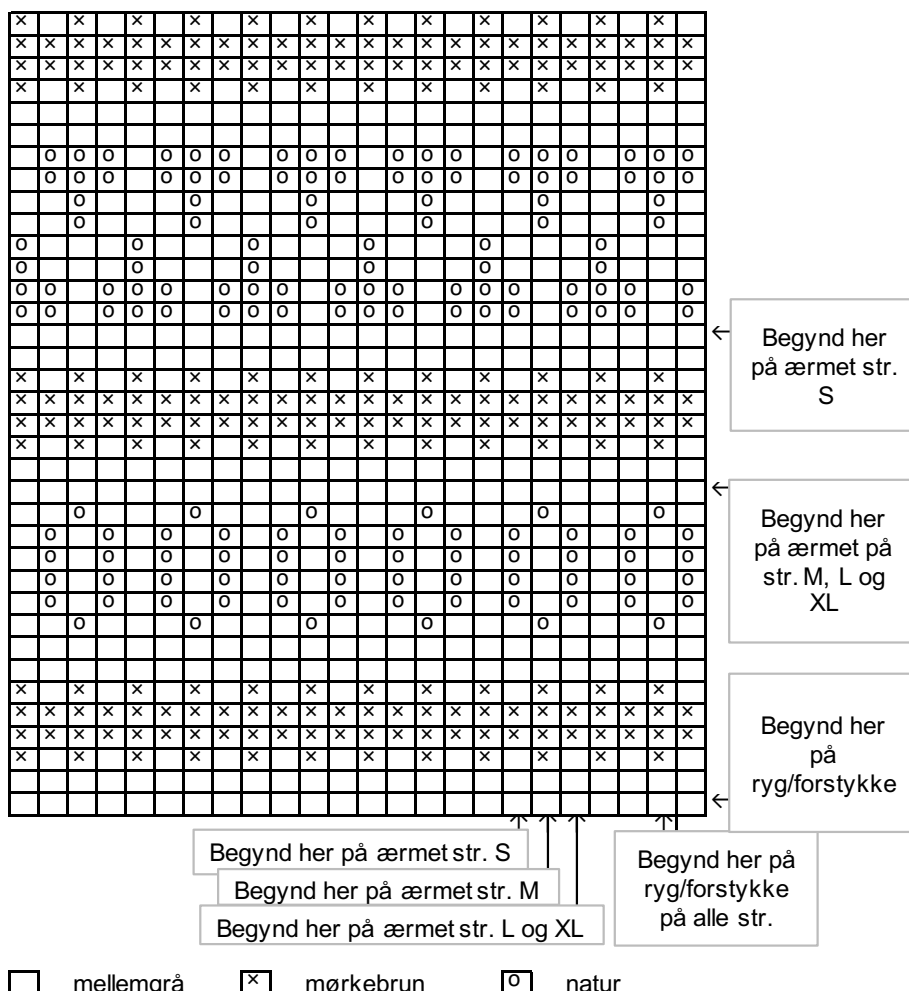 Begynd her
på ærmet str.
S
Begynd her
på ærmet på
str. M, L og
XL
Begynd her
på
ryg/forstykke
Begynd her på ærmet str. S
Begynd her på ærmet str. M
Begynd her på ærmet str. L og XL
Begynd her på
ryg/forstykke
på alle str.
mellemgrå × mørkebrun o natur